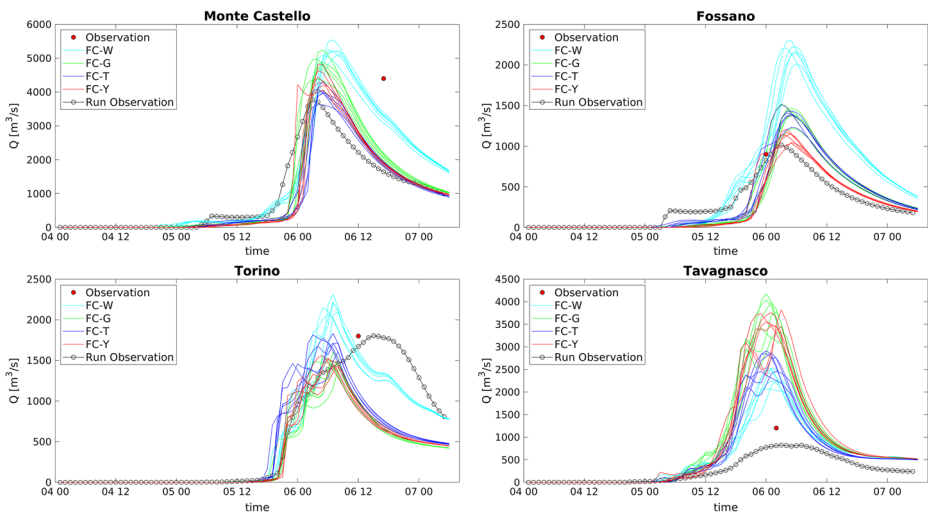 Monte Castello
Q [m³/s]
6000
5000
4000
3000
2000
1000
0
Observation
FC-W
FC-G
FC-T
FC-Y
Run Observation
04 00 04 12 05 00 05 12 06 00 06 12 07 00
time
Fossano
Q [m³/s]
2500
2000
1500
1000
500
0
Observation
FC-W
FC-G
FC-T
FC-Y
Run Observation
04 00 04 12 05 00 05 12 06 00 06 12 07 00
time
Torino
Q [m³/s]
2500
2000
1500
1000
500
0
Observation
FC-W
FC-G
FC-T
FC-Y
Run Observation
04 00 04 12 05 00 05 12 06 00 06 12 07 00
time
Tavagnasco
Q [m³/s]
4500
4000
3500
3000
2500
2000
1500
1000
500
0
Observation
FC-W
FC-G
FC-T
FC-Y
Run Observation
04 00 04 12 05 00 05 12 06 00 06 12 07 00
time